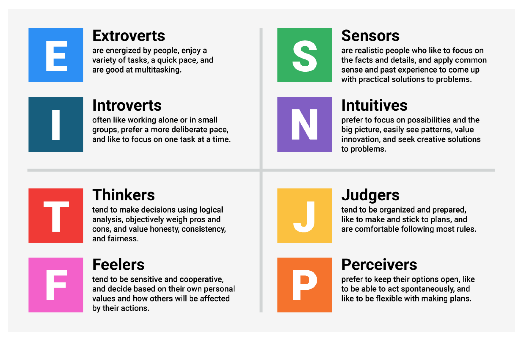 E
Extroverts
are energized by people, enjoy a
variety of tasks, a quick pace, and
are good at multitasking.
I
Introverts
often like working alone or in small
groups, prefer a more deliberate pace,
and like to focus on one task at a time.
S
Sensors
are realistic people who like to focus on
the facts and details, and apply common
sense and past experience to come up
with practical solutions to problems.
N
Intuitives
prefer to focus on possibilities and the
big picture, easily see patterns, value
innovation, and seek creative solutions
to problems.
T
Thinkers
tend to make decisions using logical
analysis, objectively weigh pros and
cons, and value honesty, consistency,
and fairness.
F
Feelers
tend to be sensitive and cooperative,
and decide based on their own personal
values and how others will be affected
by their actions.
J
Judgers
tend to be organized and prepared,
like to make and stick to plans, and
are comfortable following most rules.
P
Perceivers
prefer to keep their options open, like
to be able to act spontaneously, and
like to be flexible with making plans.